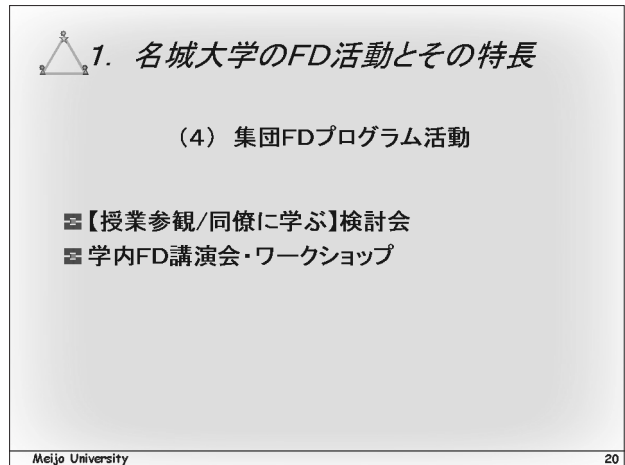 1. 名城大学のFD活動とその特長
（4） 集団FDプログラム活動
【授業参観/同僚に学ぶ】検討会
学内FD講演会・ワークショップ
Meijo University
20